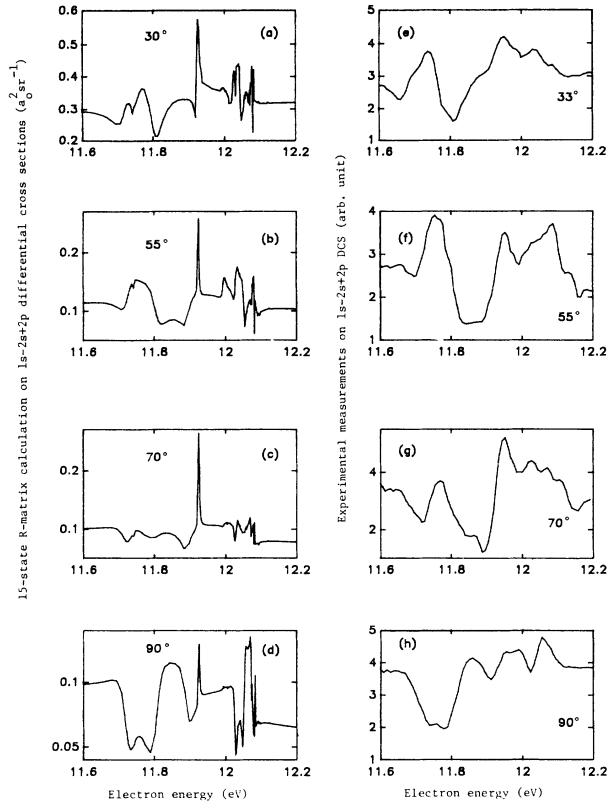 15-state R-matrix calculation on 1s-2s+2p differential cross sections (a₀²sr⁻¹)
0.6
0.5
0.4
0.3
0.2
30°
(a)
11.6 11.8 12 12.2
0.2
0.1
55°
(b)
11.6 11.8 12 12.2
0.2
0.1
70°
(c)
11.6 11.8 12 12.2
0.1
0.05
90°
(d)
11.6 11.8 12 12.2
Electron energy (eV)
Experimental measurements on 1s-2s+2p DCS (arb. unit)
5
4
3
2
1
(e)
33°
11.6 11.8 12 12.2
4
3
2
1
(f)
55°
11.6 11.8 12 12.2
4
2
(g)
70°
11.6 11.8 12 12.2
5
4
3
2
1
(h)
90°
11.6 11.8 12 12.2
Electron energy (eV)